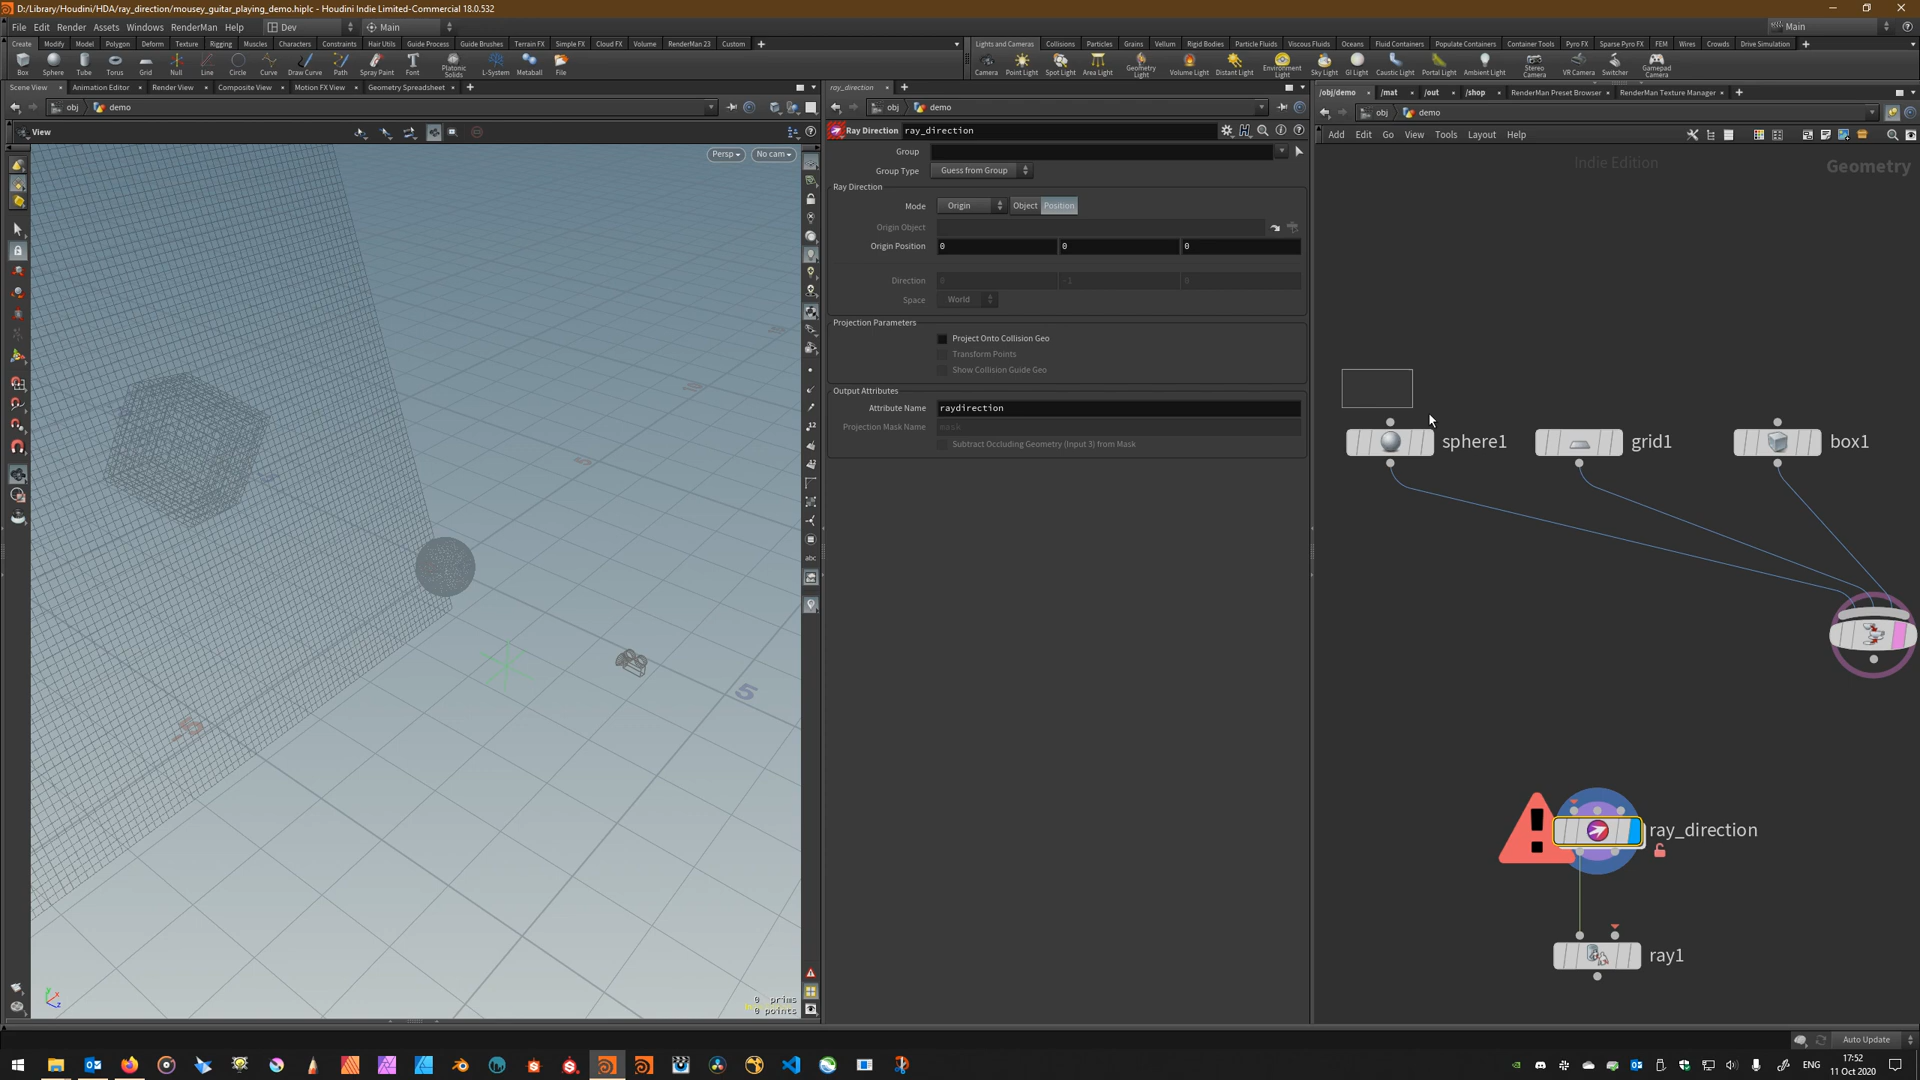 D:/Library/Houdini/HDA/ray_direction/mousey_guitar_playing_demo.hiplc - Houdini Indie Limited-Commercial 18.0.532
File Edit Render Assets Windows RenderMan Help Dev Main Main
Create Modify Model Polygon Deform Texture Rigging Muscles Characters Constraints Hair Utils Guide Process Guide Brushes Terrain FX Simple FX Cloud FX Volume RenderMan 23 Custom
Lights and Cameras Collisions Particles Grains Vellum Rigid Bodies Particle Fluids Viscous Fluids Oceans Fluid Containers Populate Containers Container Tools Pyro FX Sparse Pyro FX FEM Wires Crowds Drive Simulation
Box Sphere Tube Torus Grid Null Line Circle Curve Draw Curve Path Spray Paint Font Platonic Solids L-System Metaball File
Camera Point Light Spot Light Area Light Geometry Light Volume Light Distant Light Environment Light Sky Light GI Light Caustic Light Portal Light Ambient Light Stereo Camera VR Camera Switcher Gamepad Camera
Scene View Animation Editor Render View Composite View Motion FX View Geometry Spreadsheet
ray_direction
/obj/demo /mat /out /shop RenderMan Preset Browser RenderMan Texture Manager
obj demo
obj demo
obj demo
View
Ray Direction ray_direction
Add Edit Go View Tools Layout Help
Persp No cam
Group
Group Type Guess from Group
Ray Direction
Mode Origin Object Position
Origin Object
Origin Position 0 0 0
Direction 0 -1 0
Space World
Projection Parameters
Project Onto Collision Geo
Transform Points
Show Collision Guide Geo
Output Attributes
Attribute Name raydirection
Projection Mask Name mask
Subtract Occluding Geometry (Input 3) from Mask
Indie Edition Geometry
sphere1 grid1 box1
ray_direction
ray1
5
abc
0 prims
0 points
Auto Update
ENG
17:52
11 Oct 2020